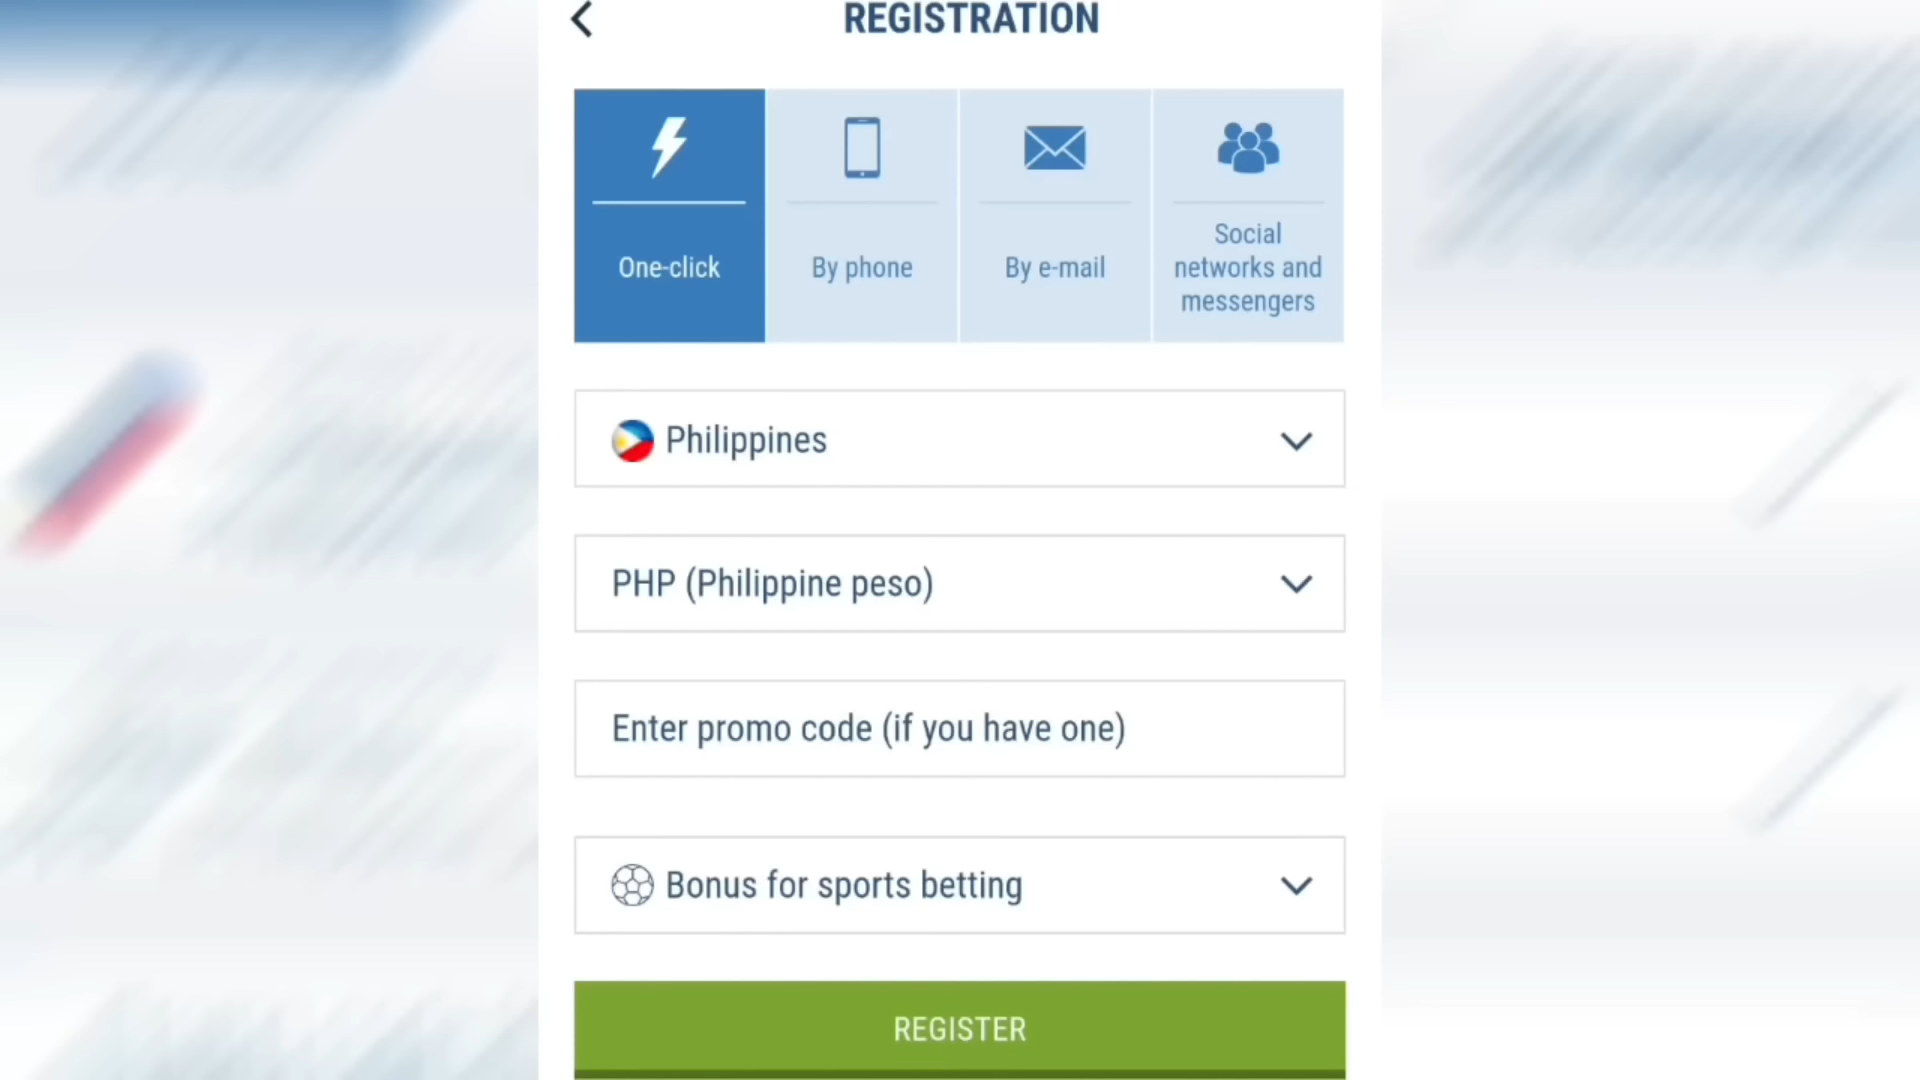 REGISTRATION
One-click
By phone
By e-mail
Social
networks and
messengers
Philippines
PHP (Philippine peso)
Enter promo code (if you have one)
Bonus for sports betting
REGISTER